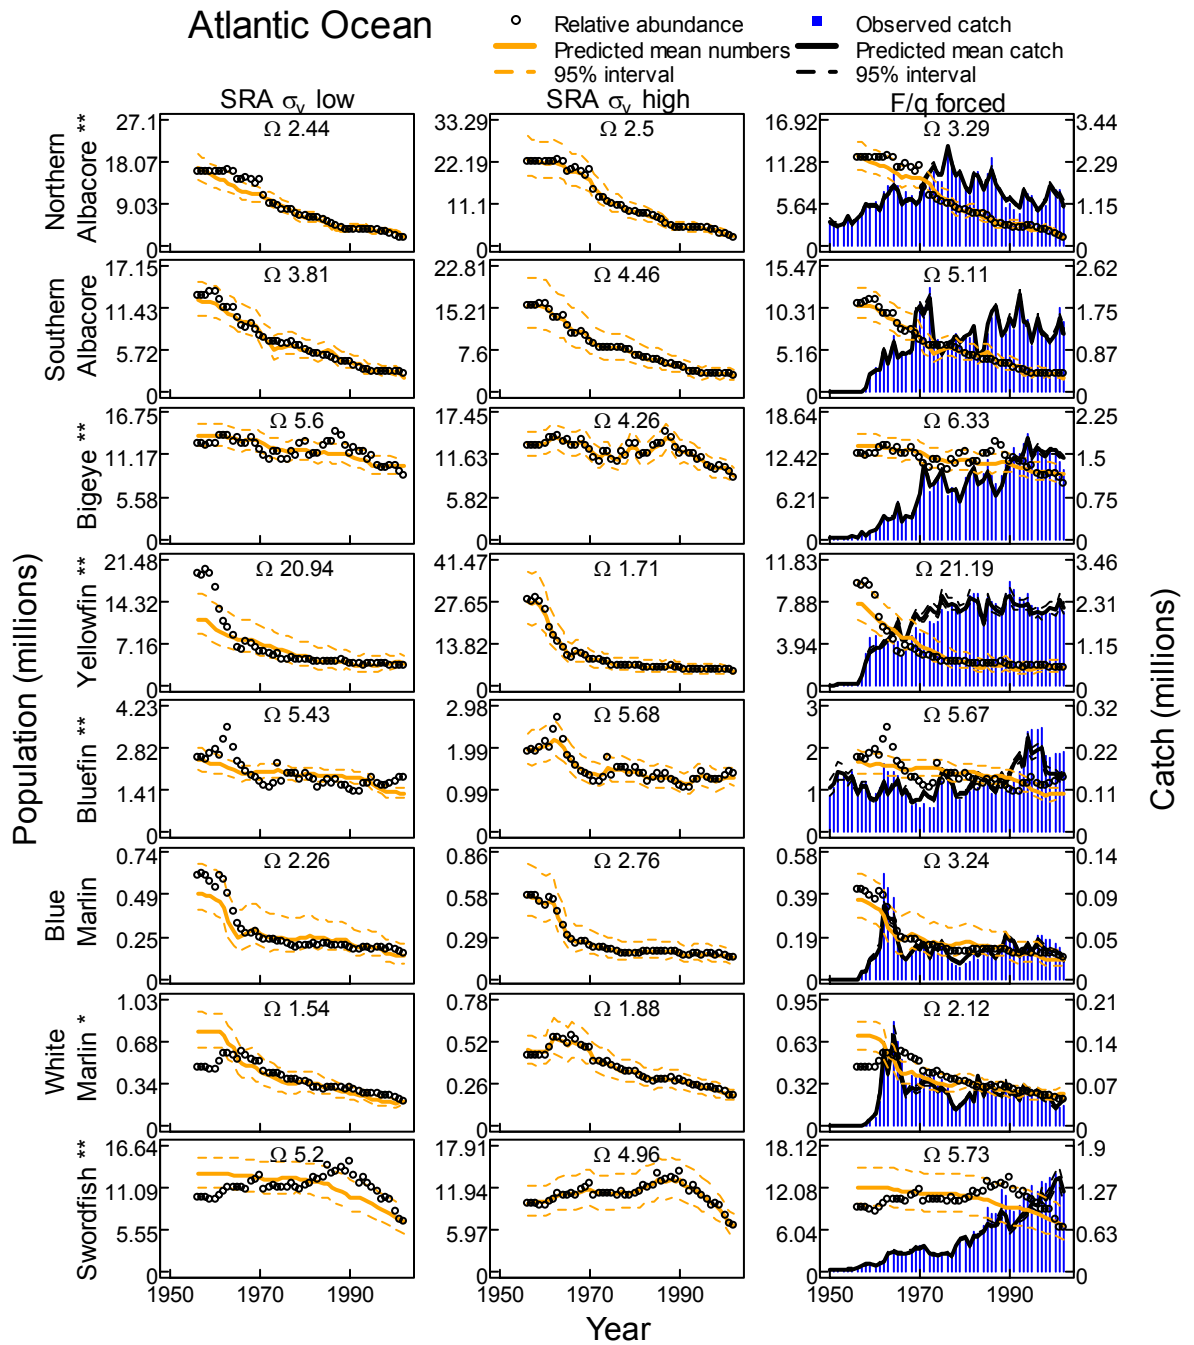 Atlantic Ocean
Relative abundance
Predicted mean numbers
95% interval
Observed catch
Predicted mean catch
95% interval
SRA σv low
SRA σv high
F/q forced
Northern
Albacore **
27.1
18.07
9.03
0
Ω 2.44
33.29
22.19
11.1
0
Ω 2.5
16.92
11.28
5.64
0
Ω 3.29
3.44
2.29
1.15
0
Southern
Albacore
17.15
11.43
5.72
0
Ω 3.81
22.81
15.21
7.6
0
Ω 4.46
15.47
10.31
5.16
0
Ω 5.11
2.62
1.75
0.87
0
Bigeye **
16.75
11.17
5.58
0
Ω 5.6
17.45
11.63
5.82
0
Ω 4.26
18.64
12.42
6.21
0
Ω 6.33
2.25
1.5
0.75
0
Yellowfin **
21.48
14.32
7.16
0
Ω 20.94
41.47
27.65
13.82
0
Ω 1.71
11.83
7.88
3.94
0
Ω 21.19
3.46
2.31
1.15
0
Bluefin **
4.23
2.82
1.41
0
Ω 5.43
2.98
1.99
0.99
0
Ω 5.68
3
2
1
0
Ω 5.67
0.32
0.22
0.11
0
Blue
Marlin
0.74
0.49
0.25
0
Ω 2.26
0.86
0.58
0.29
0
Ω 2.76
0.58
0.39
0.19
0
Ω 3.24
0.14
0.09
0.05
0
White
Marlin *
1.03
0.68
0.34
0
Ω 1.54
0.78
0.52
0.26
0
Ω 1.88
0.95
0.63
0.32
0
Ω 2.12
0.21
0.14
0.07
0
Swordfish **
16.64
11.09
5.55
0
Ω 5.2
17.91
11.94
5.97
0
Ω 4.96
18.12
12.08
6.04
0
Ω 5.73
1.9
1.27
0.63
0
1950 1970 1990
1950 1970 1990
1950 1970 1990
Year
Population (millions)
Catch (millions)